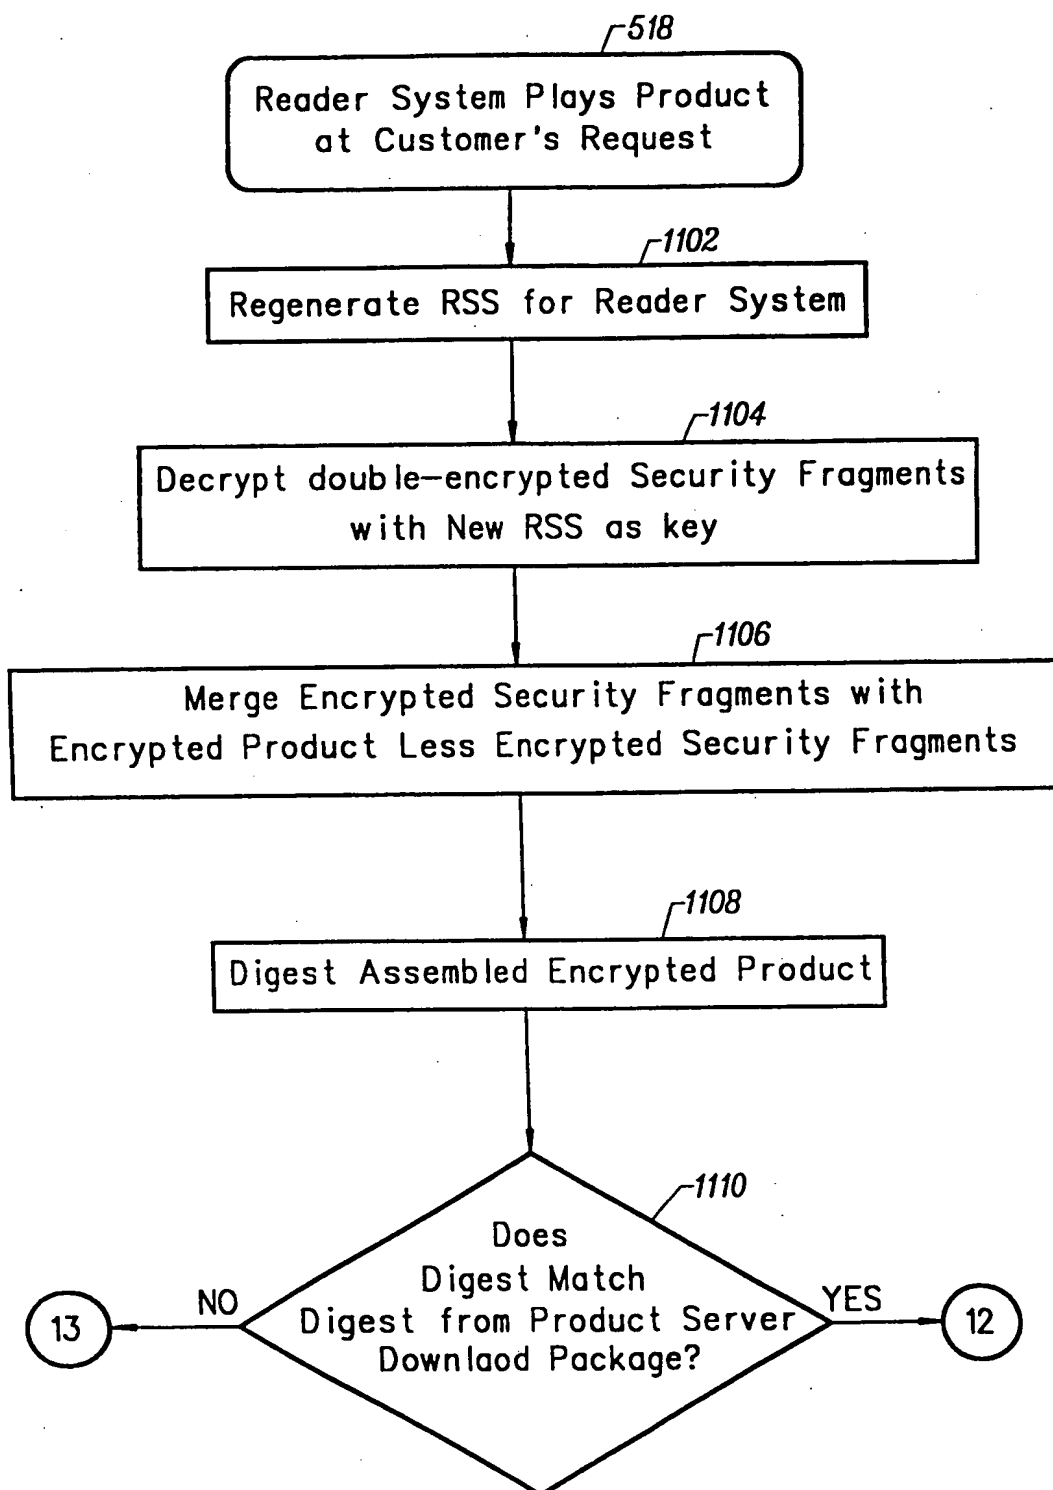 518
Reader System Plays Product
at Customer's Request
1102
Regenerate RSS for Reader System
1104
Decrypt double-encrypted Security Fragments
with New RSS as key
1106
Merge Encrypted Security Fragments with
Encrypted Product Less Encrypted Security Fragments
1108
Digest Assembled Encrypted Product
1110
Does
Digest Match
Digest from Product Server
Downlaod Package?
NO
YES
13
12